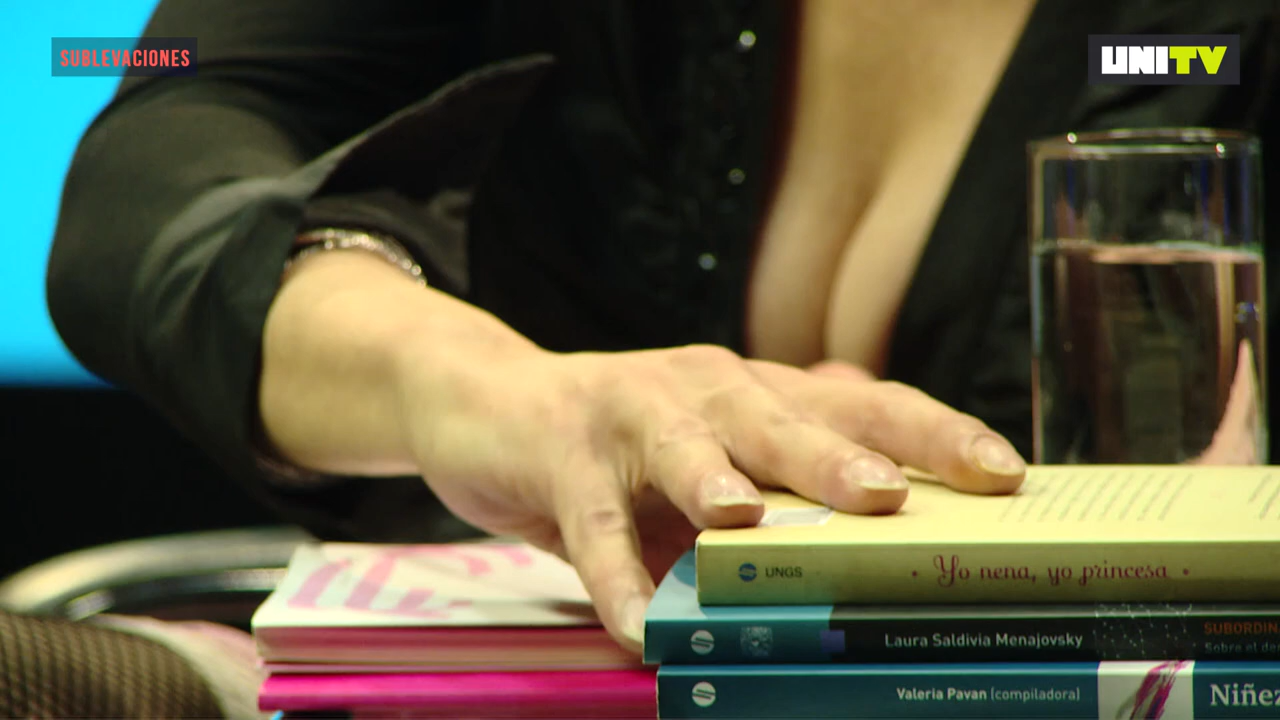 SUBLEVACIONES
UNITV
UNGS
• Yo nena, yo princesa •
Laura Saldivia Menajovsky
SUBORDIN
Sobre el de
Valeria Pavan (compiladora)
Niñez